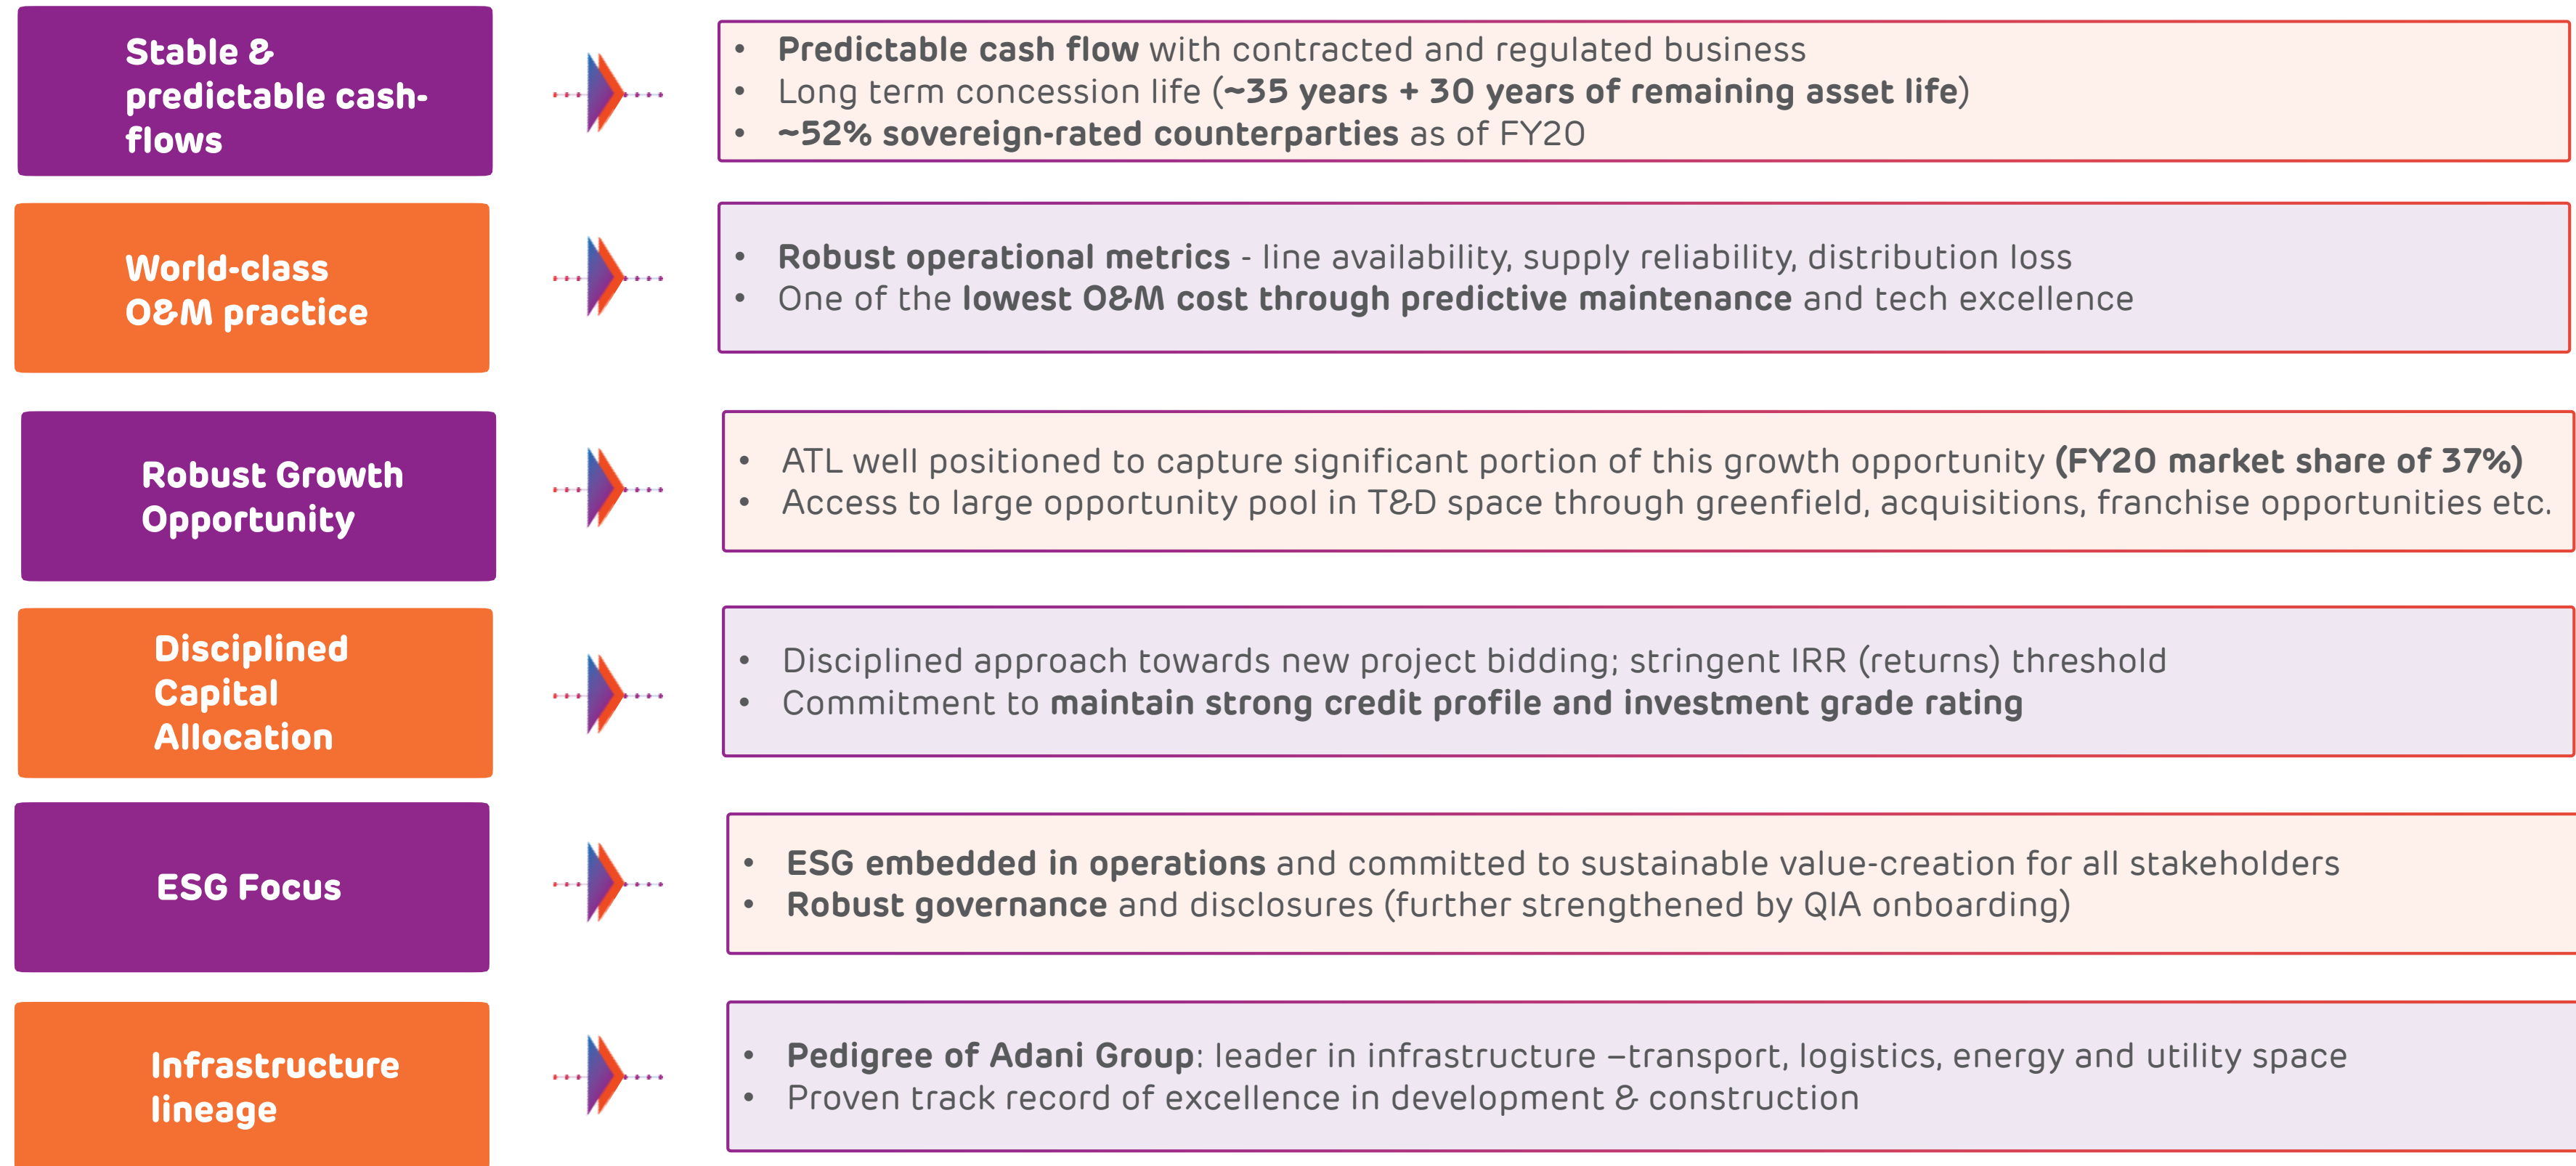 Stable &
predictable cash-
flows
• Predictable cash flow with contracted and regulated business
• Long term concession life (~35 years + 30 years of remaining asset life)
• ~52% sovereign-rated counterparties as of FY20
World-class
O&M practice
• Robust operational metrics - line availability, supply reliability, distribution loss
• One of the lowest O&M cost through predictive maintenance and tech excellence
Robust Growth
Opportunity
• ATL well positioned to capture significant portion of this growth opportunity (FY20 market share of 37%)
• Access to large opportunity pool in T&D space through greenfield, acquisitions, franchise opportunities etc.
Disciplined
Capital
Allocation
• Disciplined approach towards new project bidding; stringent IRR (returns) threshold
• Commitment to maintain strong credit profile and investment grade rating
ESG Focus
• ESG embedded in operations and committed to sustainable value-creation for all stakeholders
• Robust governance and disclosures (further strengthened by QIA onboarding)
Infrastructure
lineage
• Pedigree of Adani Group: leader in infrastructure –transport, logistics, energy and utility space
• Proven track record of excellence in development & construction